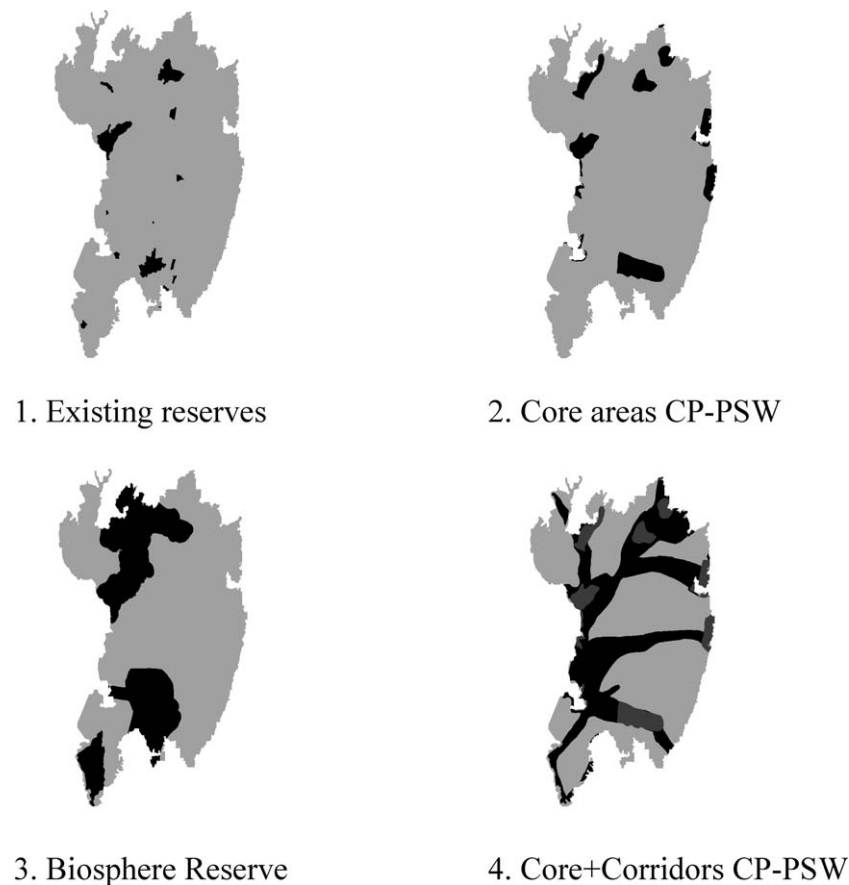 1. Existing reserves
2. Core areas CP-PSW
3. Biosphere Reserve
4. Core+Corridors CP-PSW